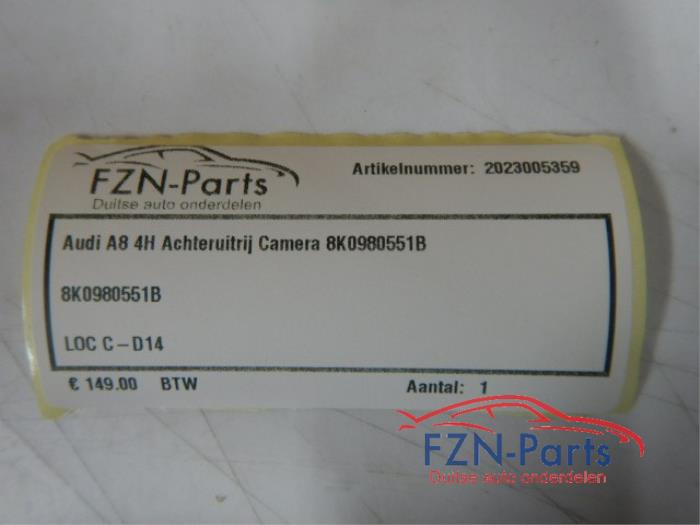 FZN-Parts
Duitse auto onderdelen
Artikelnummer: 2023005359
Audi A8 4H Achteruitrij Camera 8K0980551B
8K0980551B
LOC C-D14
€ 149.00 BTW
Aantal: 1
FZN-Parts
Duitse auto onderdelen